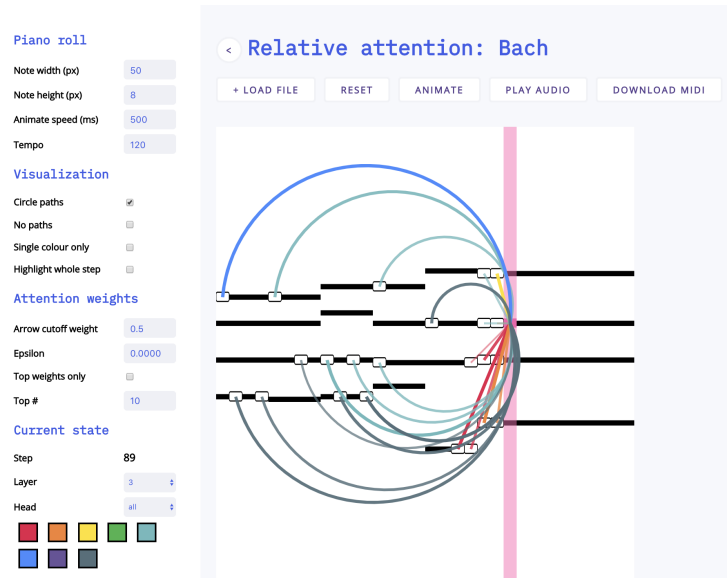 Piano roll
Note width (px) 50
Note height (px) 8
Animate speed (ms) 500
Tempo 120
Visualization
Circle paths
No paths
Single colour only
Highlight whole step
Attention weights
Arrow cutoff weight 0.5
Epsilon 0.0000
Top weights only
Top # 10
Current state
Step 89
Layer 3
Head all
< Relative attention: Bach
+ LOAD FILE RESET ANIMATE PLAY AUDIO DOWNLOAD MIDI